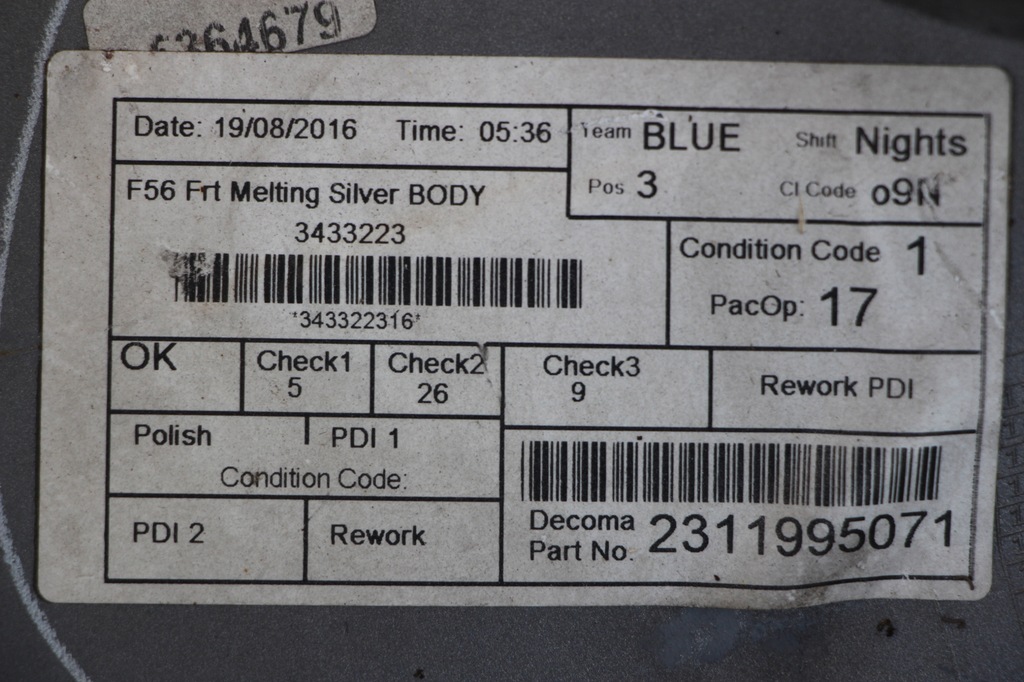 6364679
Date: 19/08/2016 Time: 05:36 Team BLUE Shift Nights
Pos 3 CI Code o9N
F56 Frt Melting Silver BODY
3433223
*343322316*
Condition Code 1
PacOp: 17
OK Check1 Check2 Check3 Rework PDI
5 26 9
Polish PDI 1
Condition Code:
PDI 2 Rework
Decoma Part No. 2311995071